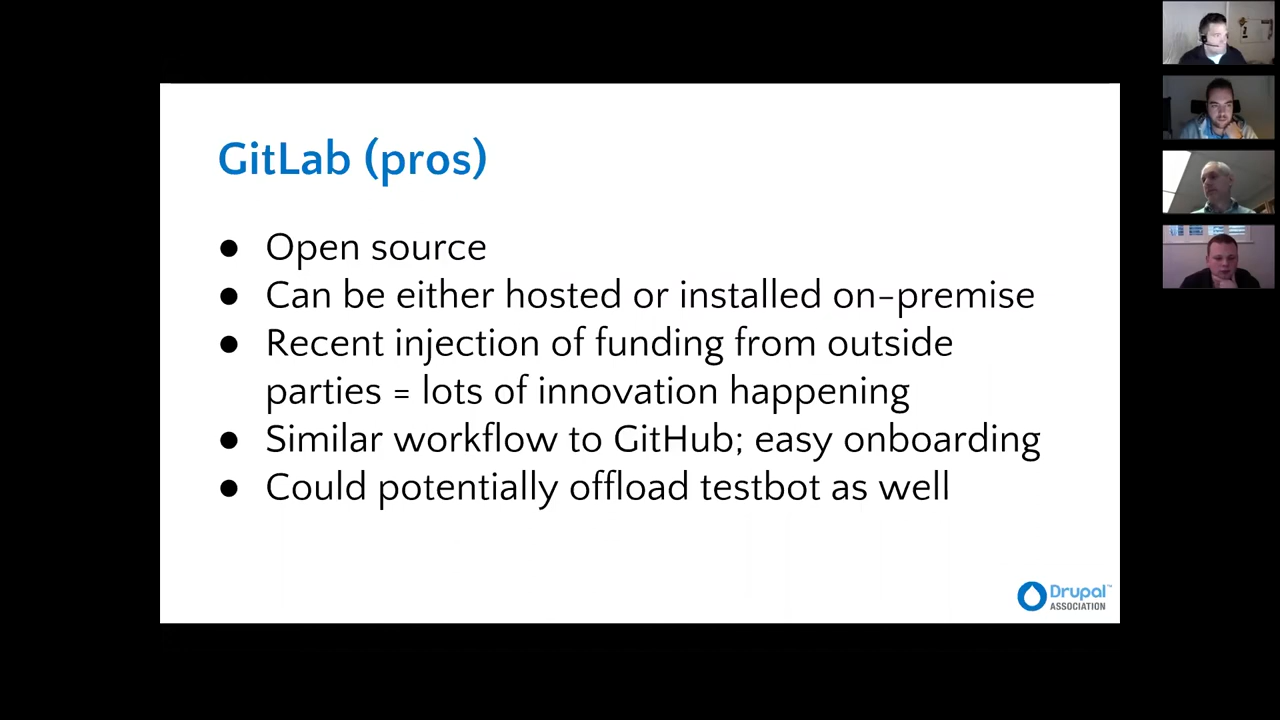 GitLab (pros)
● Open source
● Can be either hosted or installed on-premise
● Recent injection of funding from outside
parties = lots of innovation happening
● Similar workflow to GitHub; easy onboarding
● Could potentially offload testbot as well
Drupal™
ASSOCIATION